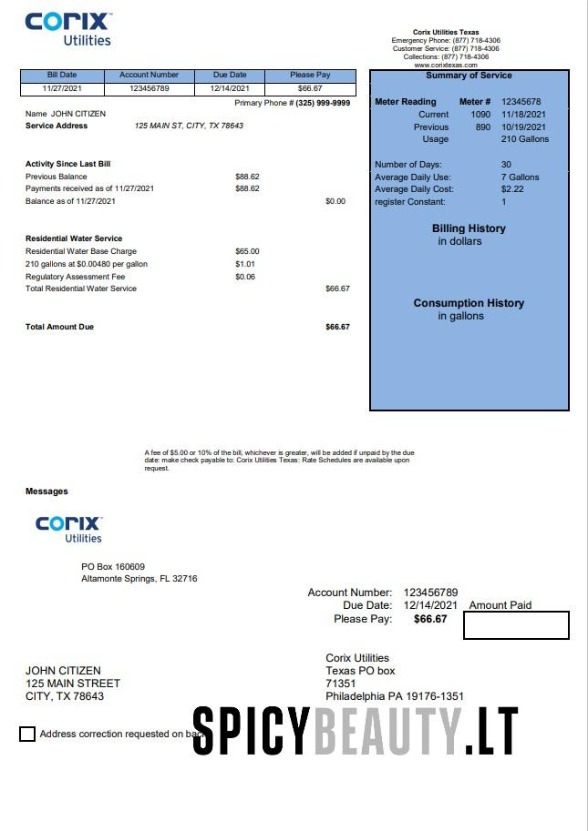 CORIX
Utilities
Corix Utilities Texas
Emergency Phone: (877) 718-4306
Customer Service: (877) 718-4306
Collections: (877) 718-4306
www.corixtexas.com
Bill Date Account Number Due Date Please Pay
11/27/2021 123456789 12/14/2021 $66.67
Primary Phone # (325) 999-9999
Name JOHN CITIZEN
Service Address 125 MAIN ST, CITY, TX 78643
Activity Since Last Bill
Previous Balance $88.62
Payments received as of 11/27/2021 $88.62
Balance as of 11/27/2021 $0.00
Residential Water Service
Residential Water Base Charge $65.00
210 gallons at $0.00480 per gallon $1.01
Regulatory Assessment Fee $0.06
Total Residential Water Service $66.67
Total Amount Due $66.67
Summary of Service
Meter Reading Meter # 12345678
Current 1090 11/18/2021
Previous 890 10/19/2021
Usage 210 Gallons
Number of Days: 30
Average Daily Use: 7 Gallons
Average Daily Cost: $2.22
register Constant: 1
Billing History
in dollars
Consumption History
in gallons
A fee of $5.00 or 10% of the bill, whichever is greater, will be added if unpaid by the due
date: make check payable to: Corix Utilities Texas: Rate Schedules are available upon
request.
Messages
CORIX
Utilities
PO Box 160609
Altamonte Springs, FL 32716
Account Number: 123456789
Due Date: 12/14/2021 Amount Paid
Please Pay: $66.67
JOHN CITIZEN
125 MAIN STREET
CITY, TX 78643
Corix Utilities
Texas PO box
71351
Philadelphia PA 19176-1351
Address correction requested on back
SPICYBEAUTY.LT